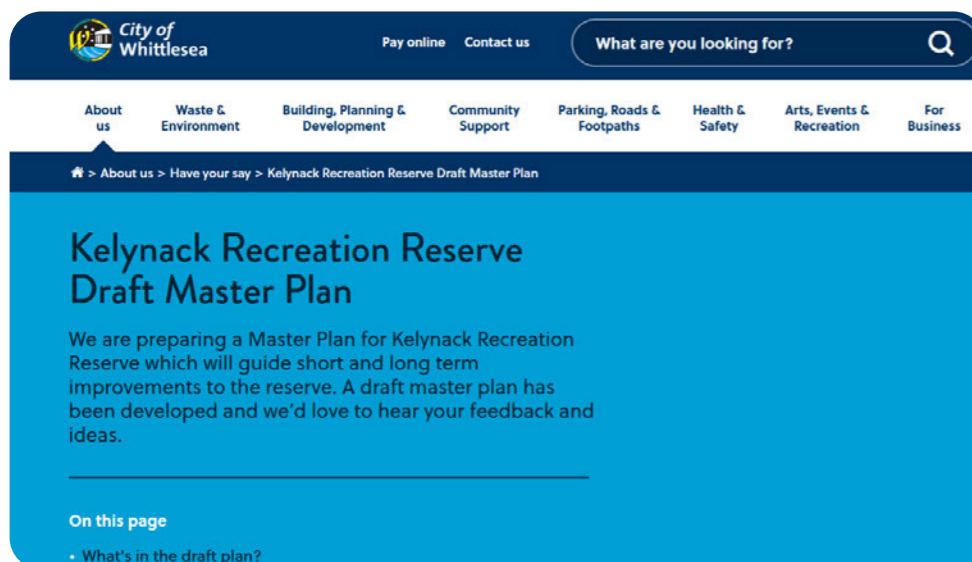 City of
Whittlesea
Pay online Contact us What are you looking for?
About us
Waste & Environment
Building, Planning & Development
Community Support
Parking, Roads & Footpaths
Health & Safety
Arts, Events & Recreation
For Business
> About us > Have your say > Kelynack Recreation Reserve Draft Master Plan
Kelynack Recreation Reserve
Draft Master Plan
We are preparing a Master Plan for Kelynack Recreation
Reserve which will guide short and long term
improvements to the reserve. A draft master plan has
been developed and we'd love to hear your feedback and
ideas.
On this page
• What's in the draft plan?